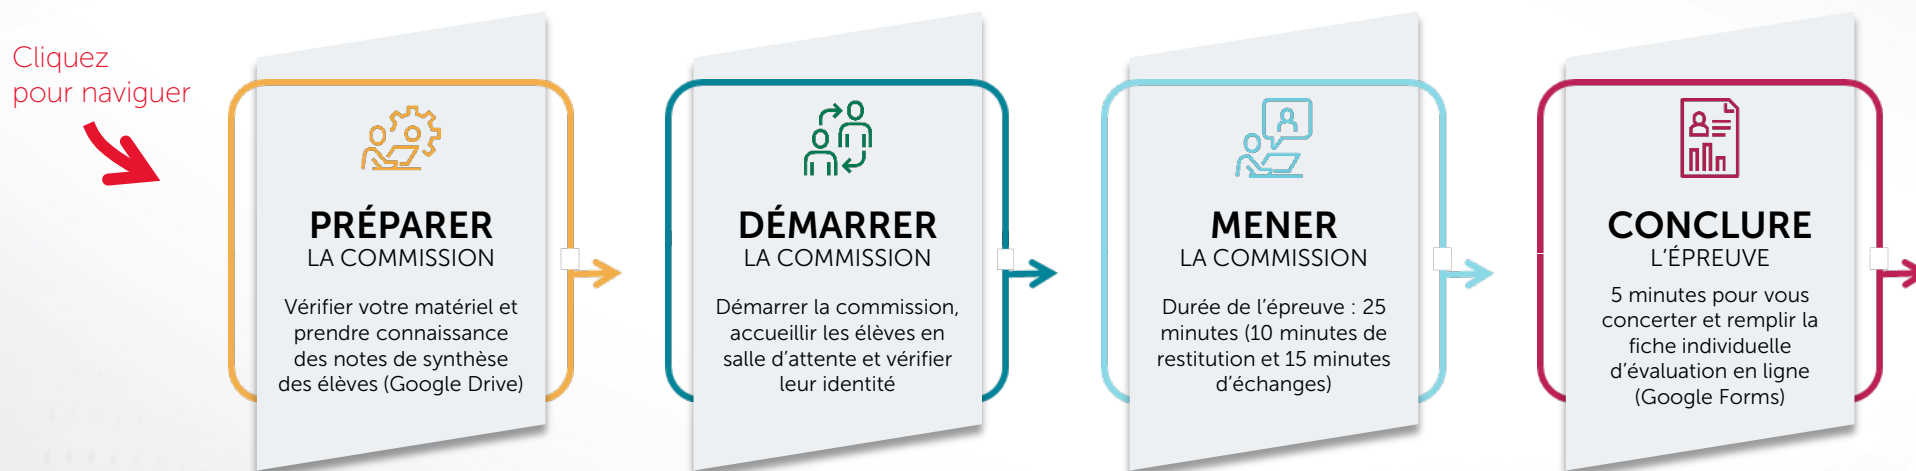 Cliquez
pour naviguer
PRÉPARER
LA COMMISSION
Vérifier votre matériel et
prendre connaissance
des notes de synthèse
des élèves (Google Drive)
DÉMARRER
LA COMMISSION
Démarrer la commission,
accueillir les élèves en
salle d’attente et vérifier
leur identité
MENER
LA COMMISSION
Durée de l’épreuve : 25
minutes (10 minutes de
restitution et 15 minutes
d’échanges)
CONCLURE
L’ÉPREUVE
5 minutes pour vous
concerter et remplir la
fiche individuelle
d’évaluation en ligne
(Google Forms)